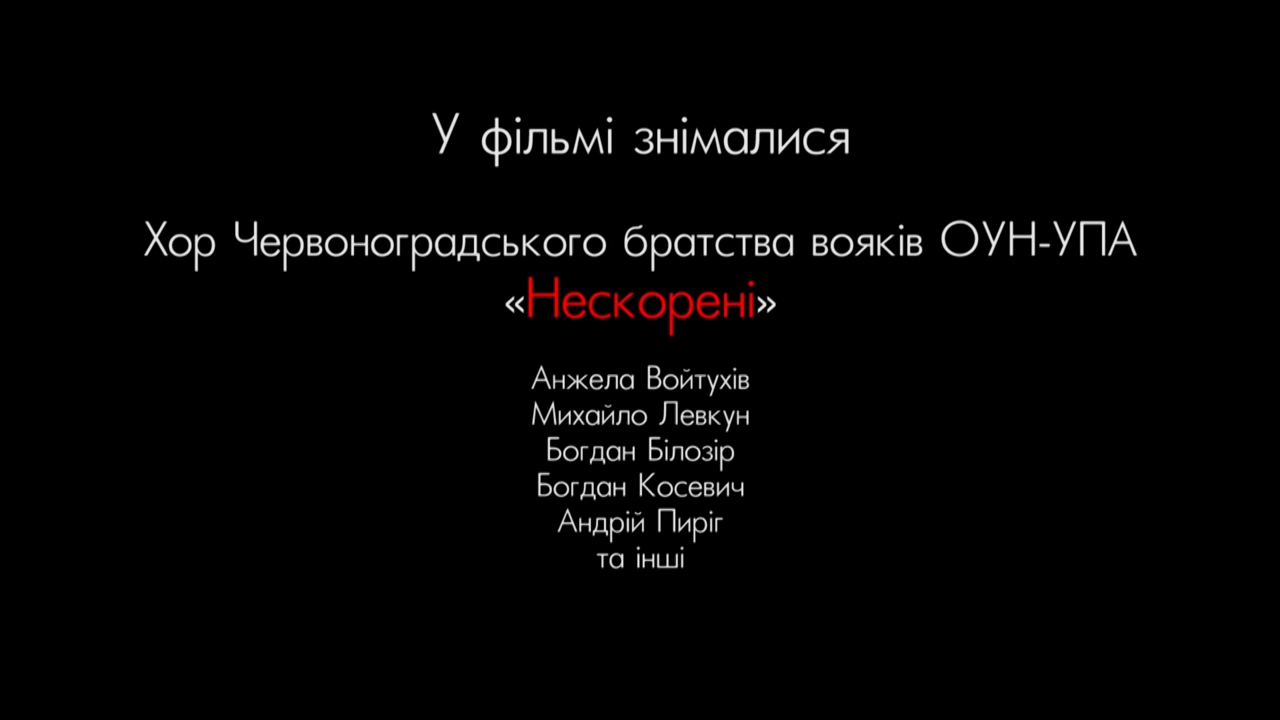 У фільмі знімалися
Хор Червоноградського братства вояків ОУН-УПА
«Нескорені»
Анжела Войтухів
Михайло Левкун
Богдан Білозір
Богдан Косевич
Андрій Пиріг
та інші